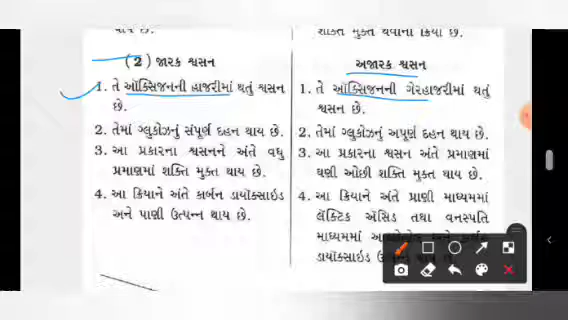 શક્તિ મુક્ત થવાની ક્રિયા છે.
(2) જારક શ્વસન
1. તે ઑક્સિજનની હાજરીમાં થતું શ્વસન
છે.
2. તેમાં ગ્લુકોઝનું સંપૂર્ણ દહન થાય છે.
3. આ પ્રકારના શ્વસનને અંતે વધુ
પ્રમાણમાં શક્તિ મુક્ત થાય છે.
4. આ ક્રિયાને અંતે કાર્બન ડાયૉક્સાઇડ
અને પાણી ઉત્પન્ન થાય છે.
અજારક શ્વસન
1. તે ઑક્સિજનની ગેરહાજરીમાં થતું
શ્વસન છે.
2. તેમાં ગ્લુકોઝનું અપૂર્ણ દહન થાય છે.
3. આ પ્રકારના શ્વસન અંતે પ્રમાણમાં
ઘણી ઓછી શક્તિ મુક્ત થાય છે.
4. આ ક્રિયાને અંતે પ્રાણી માધ્યમમાં
લૅક્ટિક ઍસિડ તથા વનસ્પતિ
માધ્યમમાં
ડાયૉક્સાઇડ